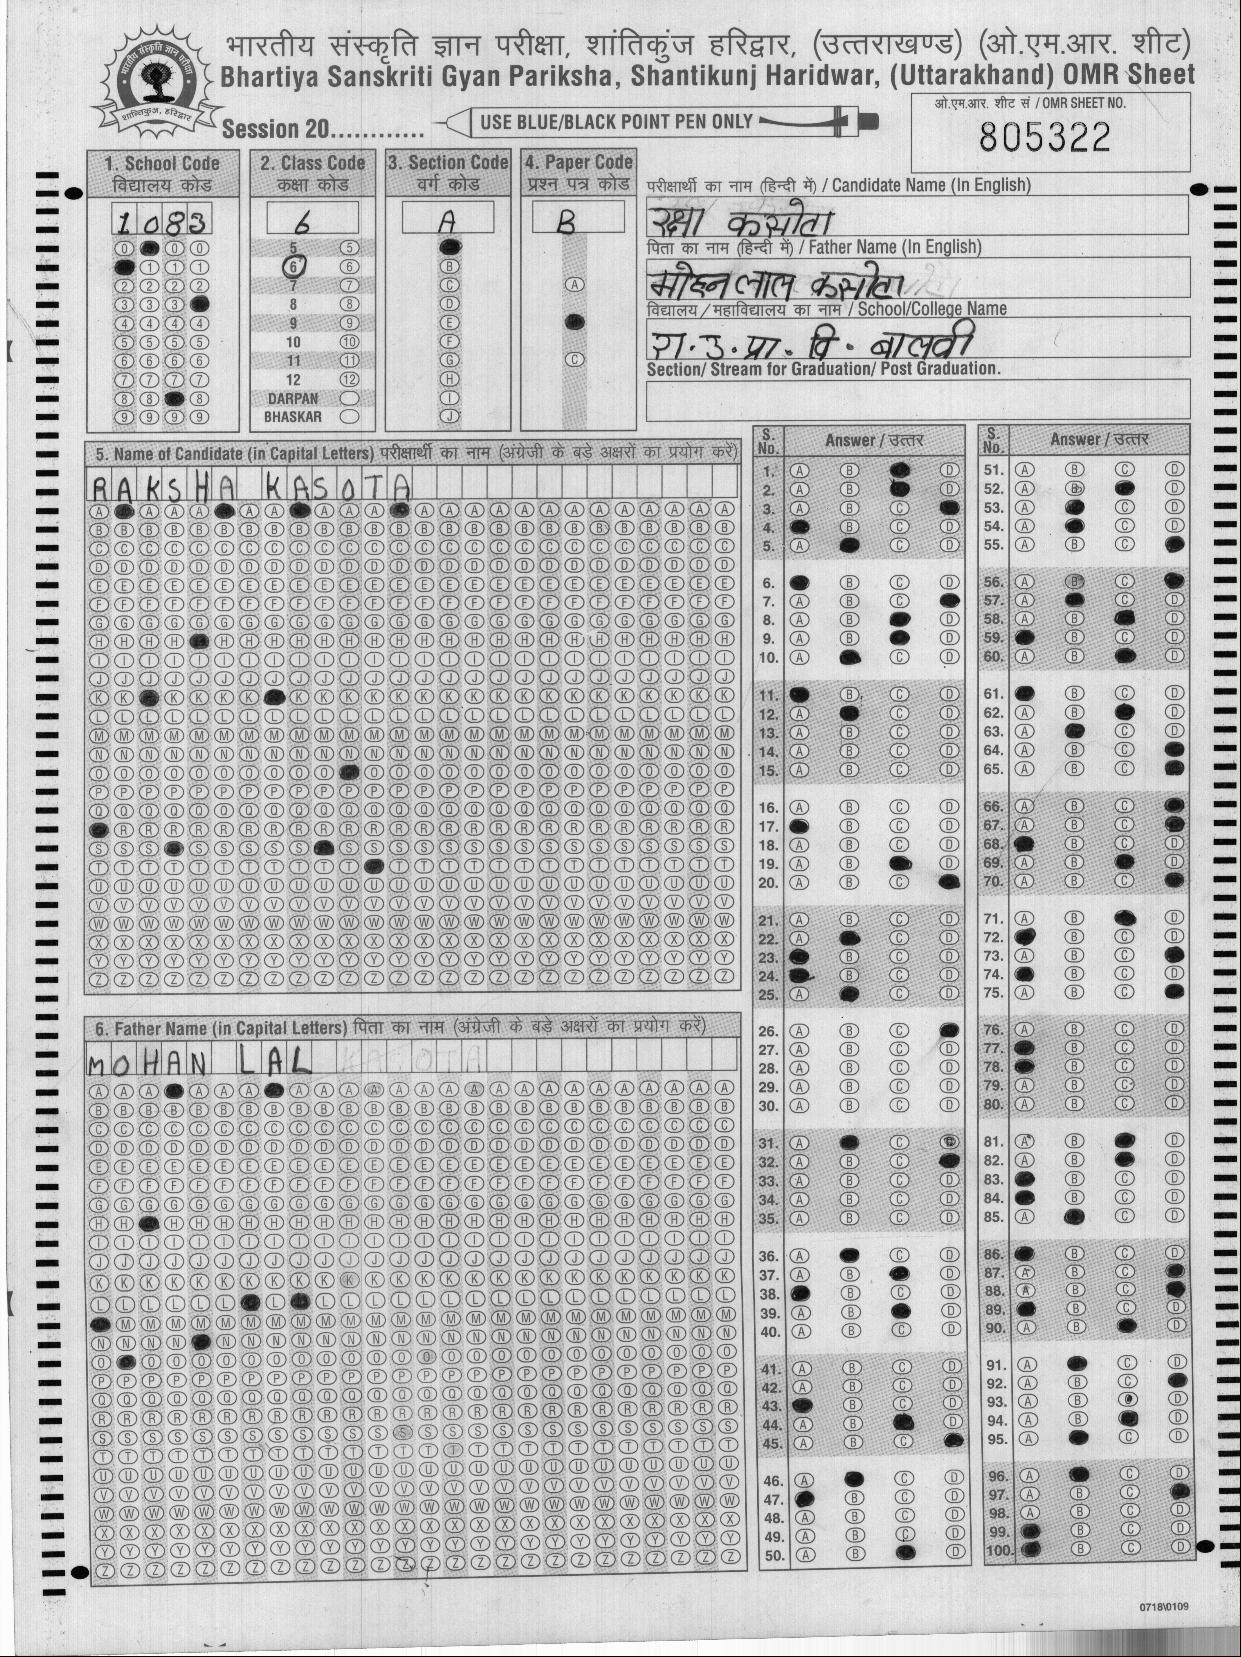 भारतीय संस्कृति ज्ञान परीक्षा, शांतिकुंज हरिद्वार, (उत्तराखण्ड) (ओ.एम.आर. शीट)
Bhartiya Sanskriti Gyan Pariksha, Shantikunj Haridwar, (Uttarakhand) OMR Sheet
Session 20............
USE BLUE/BLACK POINT PEN ONLY
ओ.एम.आर. शीट सं / OMR SHEET NO.
805322
1. School Code
विद्यालय कोड
1083
2. Class Code
कक्षा कोड
6
5
6
7
8
9
10
11
12
DARPAN
BHASKAR
3. Section Code
वर्ग कोड
A
4. Paper Code
प्रश्न पत्र कोड
B
परीक्षार्थी का नाम (हिन्दी में) / Candidate Name (In English)
रक्षा कसोटा
पिता का नाम (हिन्दी में) / Father Name (In English)
मोहनलाल कसोटा
विद्यालय / महाविद्यालय का नाम / School/College Name
रा.उ.प्रा.वि. बालवी
Section/ Stream for Graduation/ Post Graduation.
5. Name of Candidate (in Capital Letters) परीक्षार्थी का नाम (अंग्रेजी के बड़े अक्षरों का प्रयोग करें)
RAKSHA KASOTA
6. Father Name (in Capital Letters) पिता का नाम (अंग्रेजी के बड़े अक्षरों का प्रयोग करें)
MOHAN LAL
S. No. Answer / उत्तर
S. No. Answer / उत्तर
0718\0109